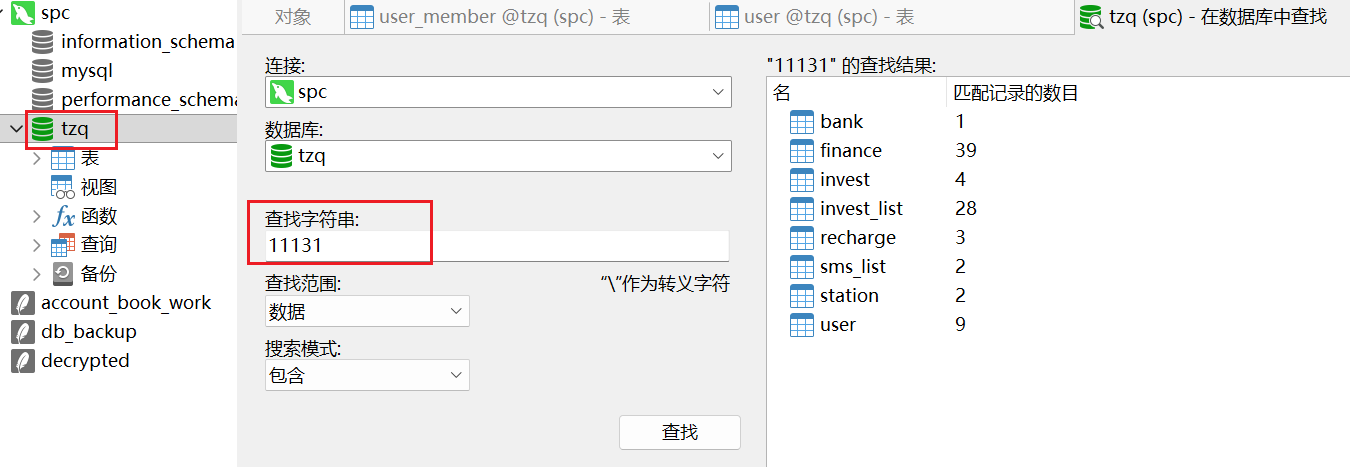 spc
information_schema
mysql
performance_schema
tzq
表
视图
fx 函数
查询
备份
account_book_work
db_backup
decrypted
对象
user_member @tzq (spc) - 表
user @tzq (spc) - 表
tzq (spc) - 在数据库中查找
连接:
spc
数据库:
tzq
查找字符串:
11131
查找范围:
“\”作为转义字符
数据
搜索模式:
包含
查找
"11131" 的查找结果:
名 匹配记录的数目
bank 1
finance 39
invest 4
invest_list 28
recharge 3
sms_list 2
station 2
user 9